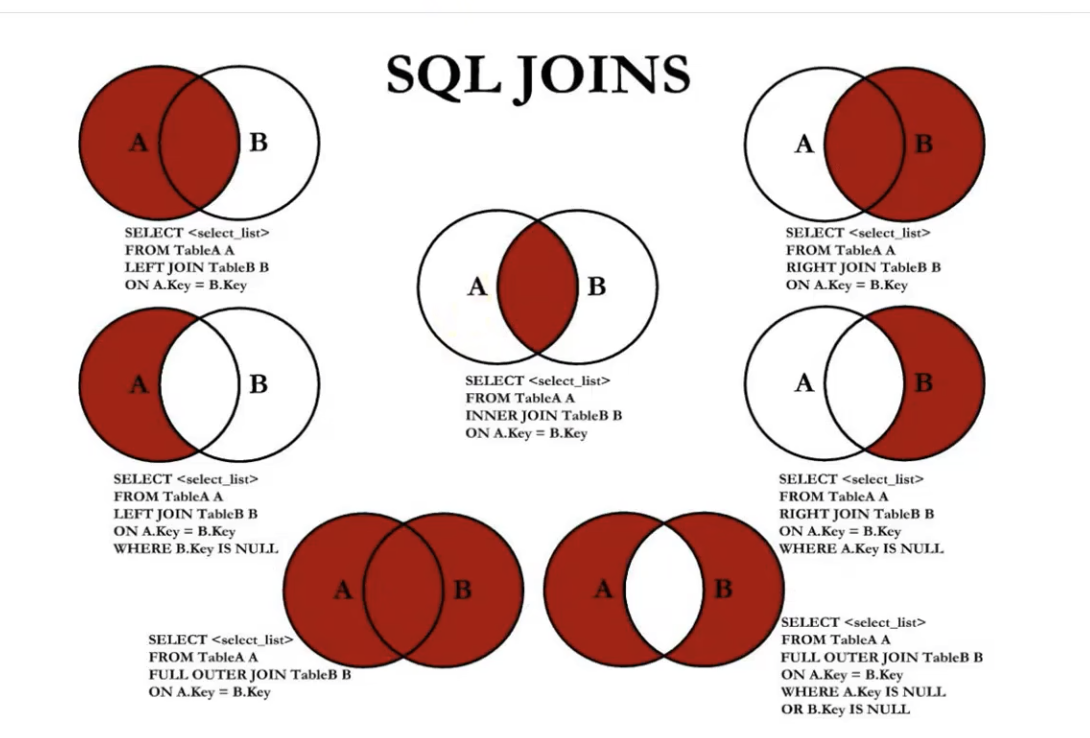 SQL JOINS
A
B
SELECT <select_list>
FROM TableA A
LEFT JOIN TableB B
ON A.Key = B.Key
A
B
SELECT <select_list>
FROM TableA A
RIGHT JOIN TableB B
ON A.Key = B.Key
A
B
SELECT <select_list>
FROM TableA A
INNER JOIN TableB B
ON A.Key = B.Key
A
B
SELECT <select_list>
FROM TableA A
LEFT JOIN TableB B
ON A.Key = B.Key
WHERE B.Key IS NULL
A
B
SELECT <select_list>
FROM TableA A
RIGHT JOIN TableB B
ON A.Key = B.Key
WHERE A.Key IS NULL
A
B
SELECT <select_list>
FROM TableA A
FULL OUTER JOIN TableB B
ON A.Key = B.Key
A
B
SELECT <select_list>
FROM TableA A
FULL OUTER JOIN TableB B
ON A.Key = B.Key
WHERE A.Key IS NULL
OR B.Key IS NULL